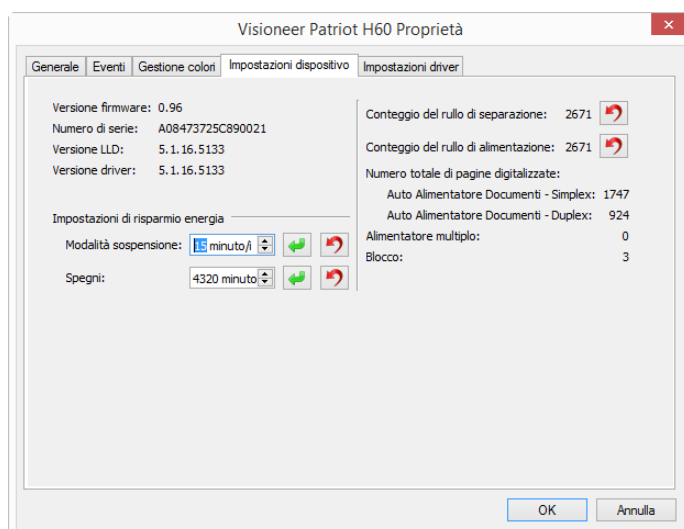 Visioneer Patriot H60 Proprietà
Generale Eventi Gestione colori Impostazioni dispositivo Impostazioni driver
Versione firmware: 0.96
Numero di serie: A08473725C890021
Versione LLD: 5.1.16.5133
Versione driver: 5.1.16.5133
Impostazioni di risparmio energia
Modalità sospensione: 15 minuto/i
Spegni: 4320 minuto
Conteggio del rullo di separazione: 2671
Conteggio del rullo di alimentazione: 2671
Numero totale di pagine digitalizzate:
Auto Alimentatore Documenti - Simplex: 1747
Auto Alimentatore Documenti - Duplex: 924
Alimentatore multiplo: 0
Blocco: 3
OK Annulla